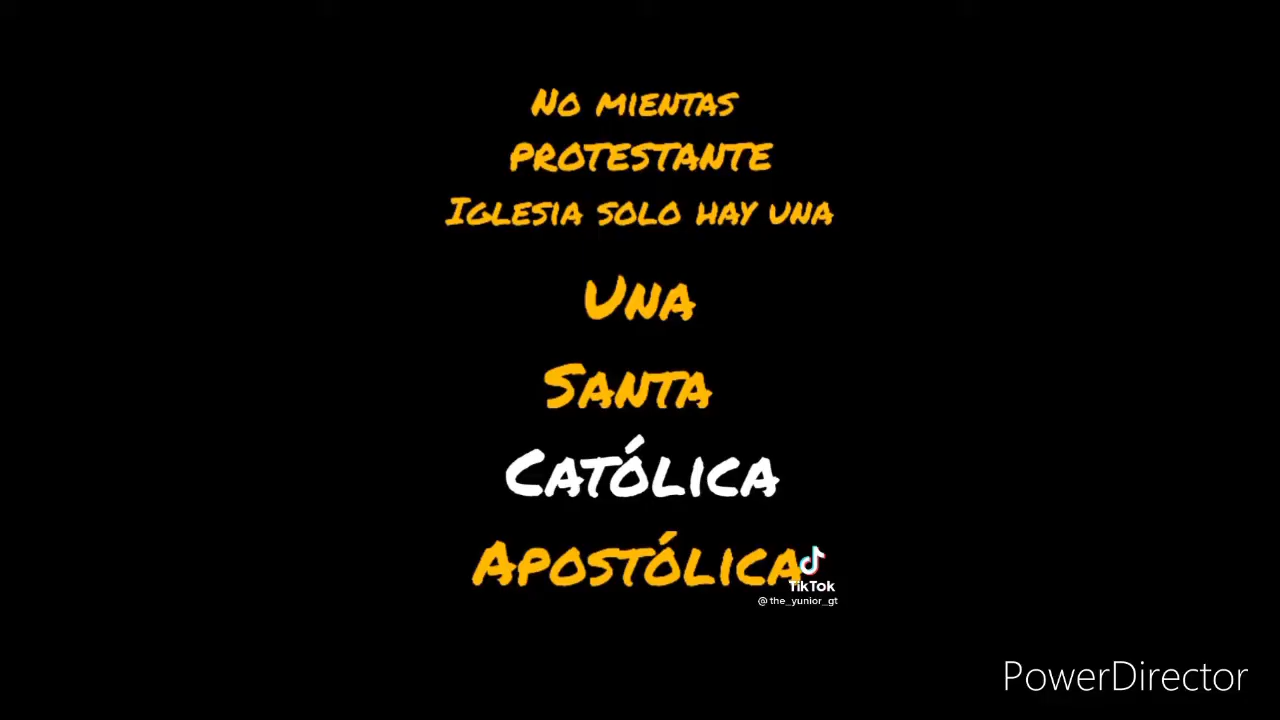 No mientas
protestante
Iglesia solo hay una
Una
Santa
Católica
Apostólica
TikTok
@the_yunior_gt
PowerDirector